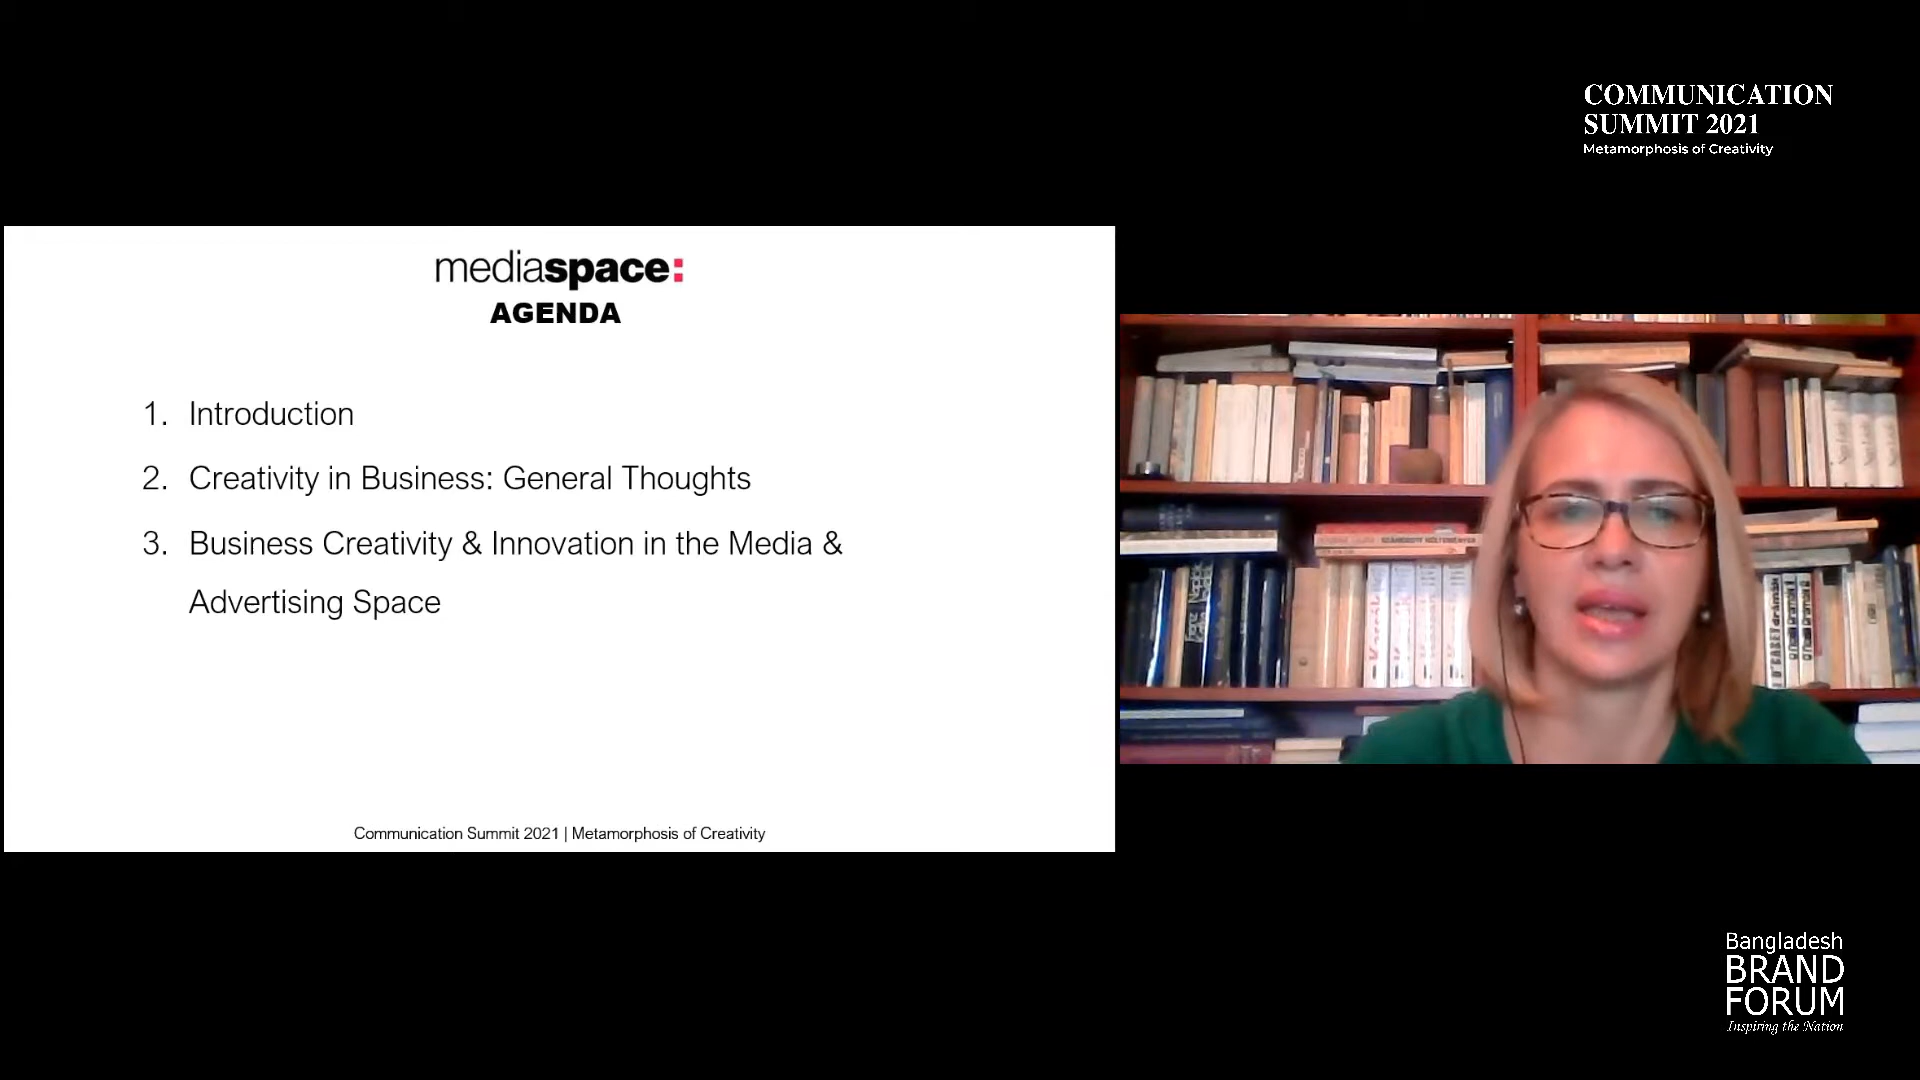 COMMUNICATION
SUMMIT 2021
Metamorphosis of Creativity
mediaspace:
AGENDA
1. Introduction
2. Creativity in Business: General Thoughts
3. Business Creativity & Innovation in the Media &
Advertising Space
Communication Summit 2021 | Metamorphosis of Creativity
Bangladesh
BRAND
FORUM
Inspiring the Nation